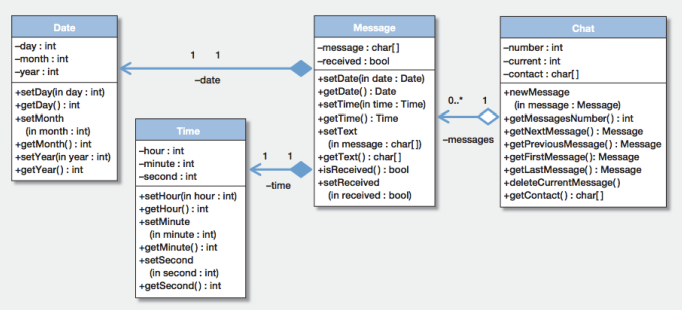 Date
–day : int
–month : int
–year : int
+setDay(in day : int)
+getDay() : int
+setMonth
(in month : int)
+getMonth() : int
+setYear(in year : int)
+getYear() : int
1 1
–date
Time
–hour : int
–minute : int
–second : int
+setHour(in hour : int)
+getHour() : int
+setMinute
(in minute : int)
+getMinute() : int
+setSecond
(in second : int)
+getSecond() : int
1 1
–time
Message
–message : char[]
–received : bool
+setDate(in date : Date)
+getDate() : Date
+setTime(in time : Time)
+getTime() : Time
+setText
(in message : char[])
+getText() : char[]
+isReceived() : bool
+setReceived
(in received : bool)
0..* 1
–messages
Chat
–number : int
–current : int
–contact : char[]
+newMessage
(in message : Message)
+getMessagesNumber() : int
+getNextMessage() : Message
+getPreviousMessage() : Message
+getFirstMessage(): Message
+getLastMessage() : Message
+deleteCurrentMessage()
+getContact() : char[]